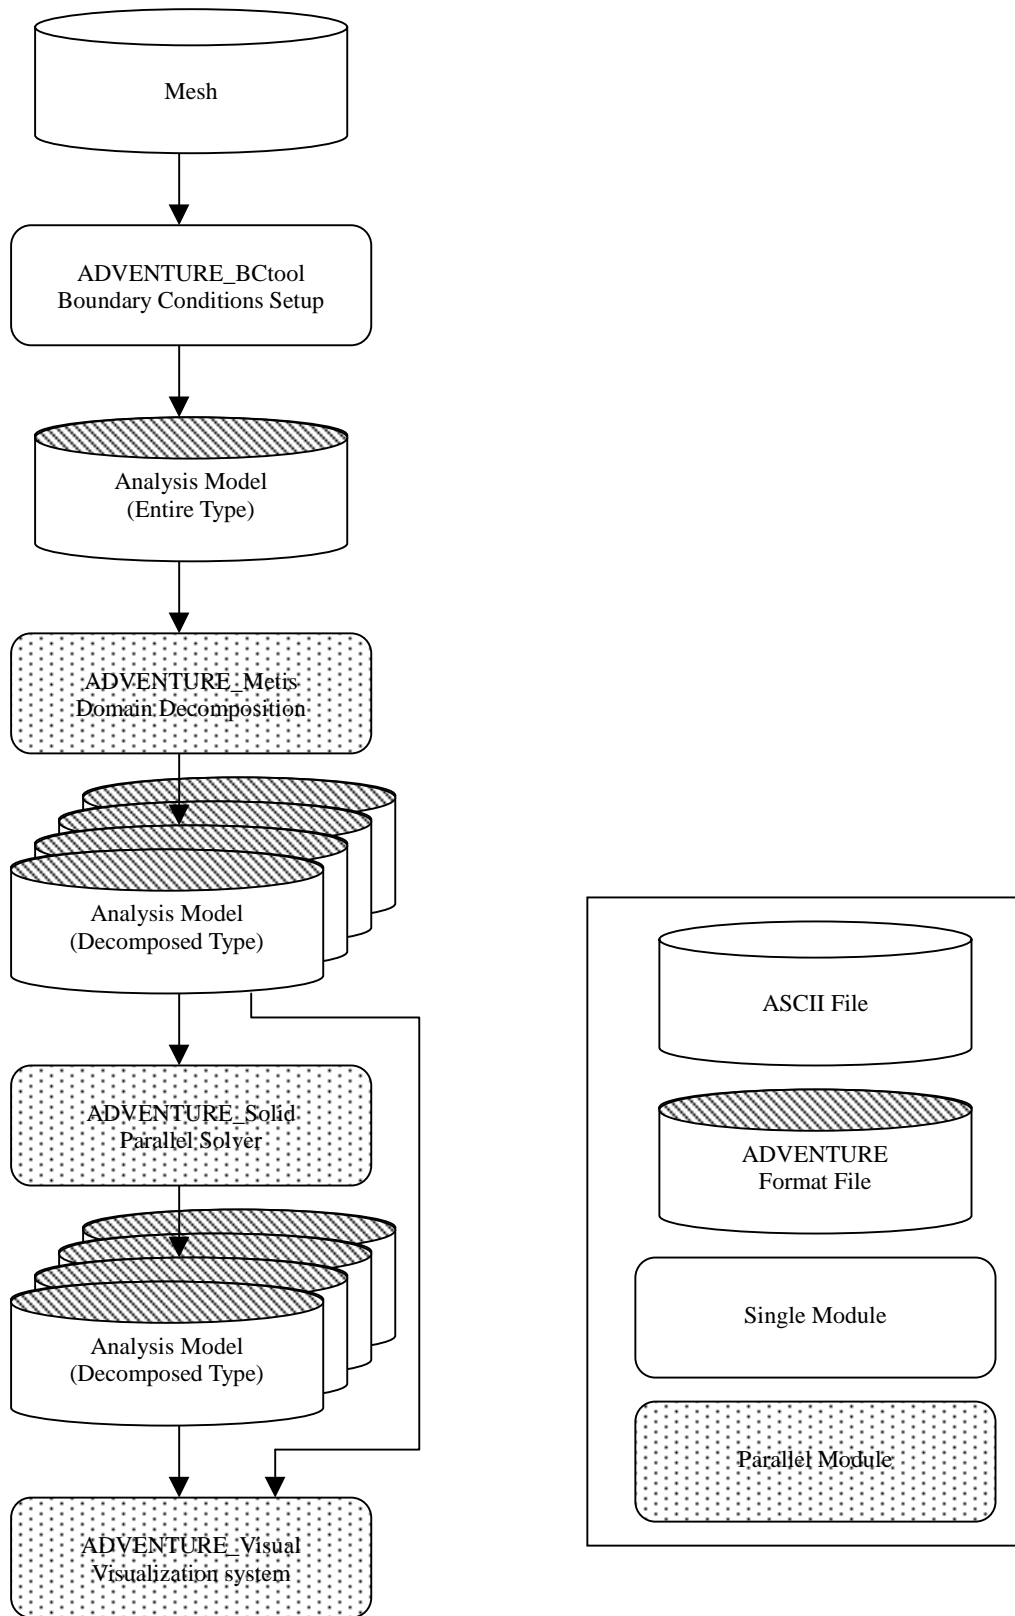 Mesh
ADVENTURE_BCtool
Boundary Conditions Setup
Analysis Model
(Entire Type)
ADVENTURE_Metis
Domain Decomposition
Analysis Model
(Decomposed Type)
ADVENTURE_Solid
Parallel Solver
Analysis Model
(Decomposed Type)
ADVENTURE_Visual
Visualization system
ASCII File
ADVENTURE
Format File
Single Module
Parallel Module